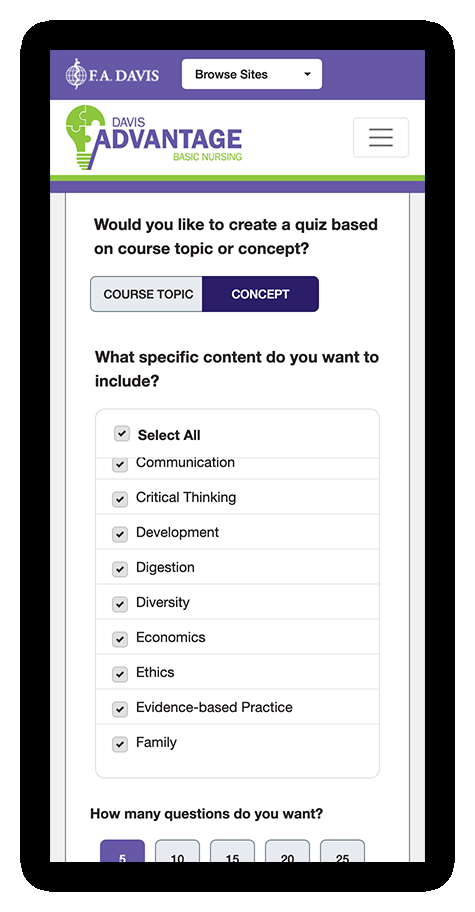 F.A. DAVIS
Browse Sites
DAVIS
ADVANTAGE
BASIC NURSING
Would you like to create a quiz based
on course topic or concept?
COURSE TOPIC
CONCEPT
What specific content do you want to
include?
Select All
Communication
Critical Thinking
Development
Digestion
Diversity
Economics
Ethics
Evidence-based Practice
Family
How many questions do you want?
5
10
15
20
25